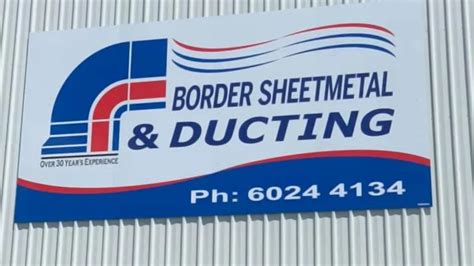 BORDER SHEETMETAL
& DUCTING
OVER 30 YEAR'S EXPERIENCE
Ph: 6024 4134